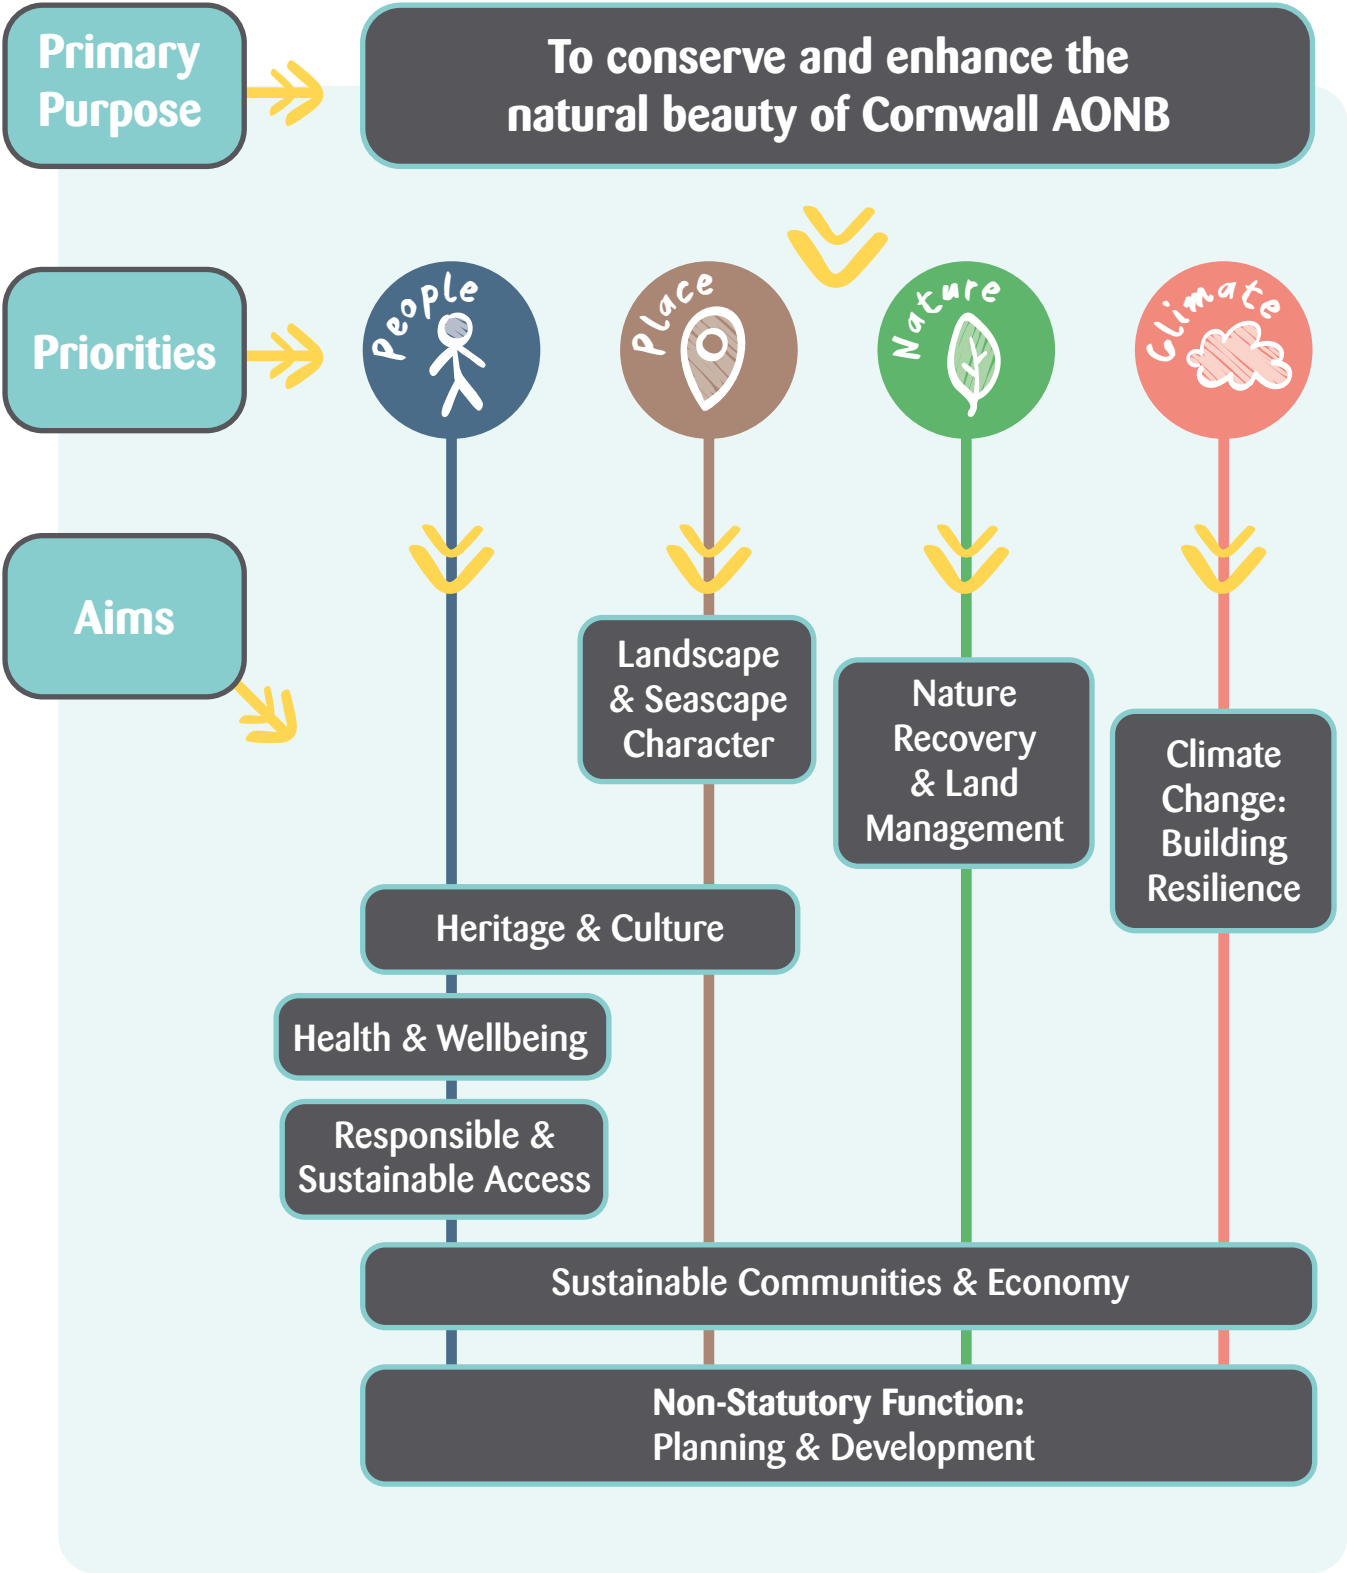 Primary
Purpose
To conserve and enhance the
natural beauty of Cornwall AONB
Priorities
People
Place
Nature
Climate
Aims
Landscape
& Seascape
Character
Nature
Recovery
& Land
Management
Climate
Change:
Building
Resilience
Heritage & Culture
Health & Wellbeing
Responsible &
Sustainable Access
Sustainable Communities & Economy
Non-Statutory Function:
Planning & Development